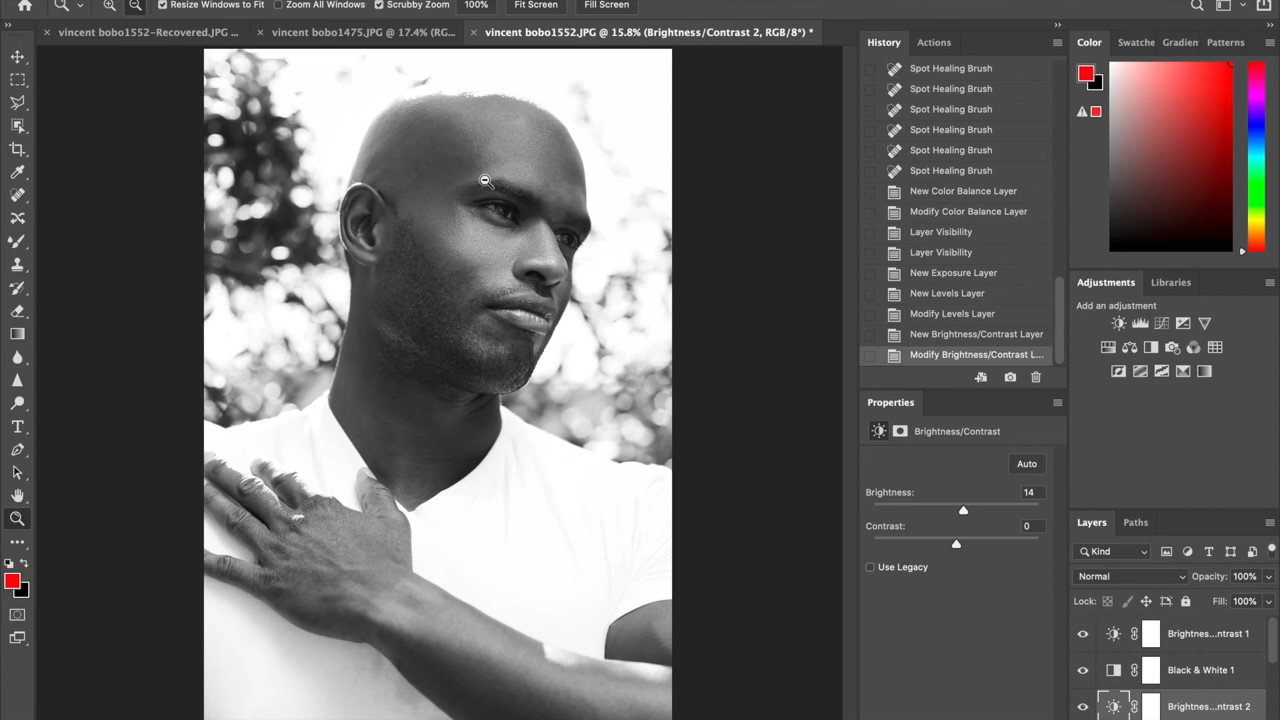 Resize Windows to Fit Zoom All Windows Scrubby Zoom 100% Fit Screen Fill Screen
vincent bobo1552-Recovered.JPG ... vincent bobo1475.JPG @ 17.4% (RG... vincent bobo1552.JPG @ 15.8% (Brightness/Contrast 2, RGB/8*) *
History Actions
Spot Healing Brush
Spot Healing Brush
Spot Healing Brush
Spot Healing Brush
Spot Healing Brush
Spot Healing Brush
New Color Balance Layer
Modify Color Balance Layer
Layer Visibility
Layer Visibility
New Exposure Layer
New Levels Layer
Modify Levels Layer
New Brightness/Contrast Layer
Modify Brightness/Contrast L...
Properties
Brightness/Contrast
Auto
Brightness: 14
Contrast: 0
Use Legacy
Color Swatche Gradien Patterns
Adjustments Libraries
Add an adjustment
Layers Paths
Kind
Normal Opacity: 100%
Lock: Fill: 100%
Brightnes...ntrast 1
Black & White 1
Brightnes...ntrast 2